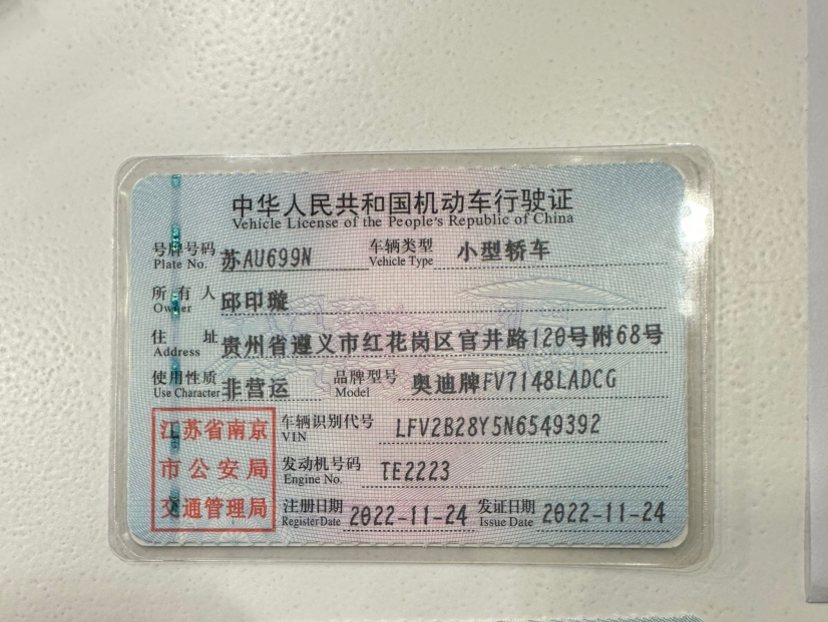 中华人民共和国机动车行驶证
Vehicle License of the People's Republic of China
号牌号码 苏AU699N 车辆类型 小型轿车
Plate No. Vehicle Type
所有人 邱印璇
Owner
住址 贵州省遵义市红花岗区官井路120号附68号
Address
使用性质 非营运 品牌型号 奥迪牌FV7148LADCG
Use Character Model
江苏省南京 车辆识别代号 LFV2B28Y5N6549392
VIN
市公安局 发动机号码 TE2223
Engine No.
交通管理局 注册日期 2022-11-24 发证日期 2022-11-24
Register Date Issue Date